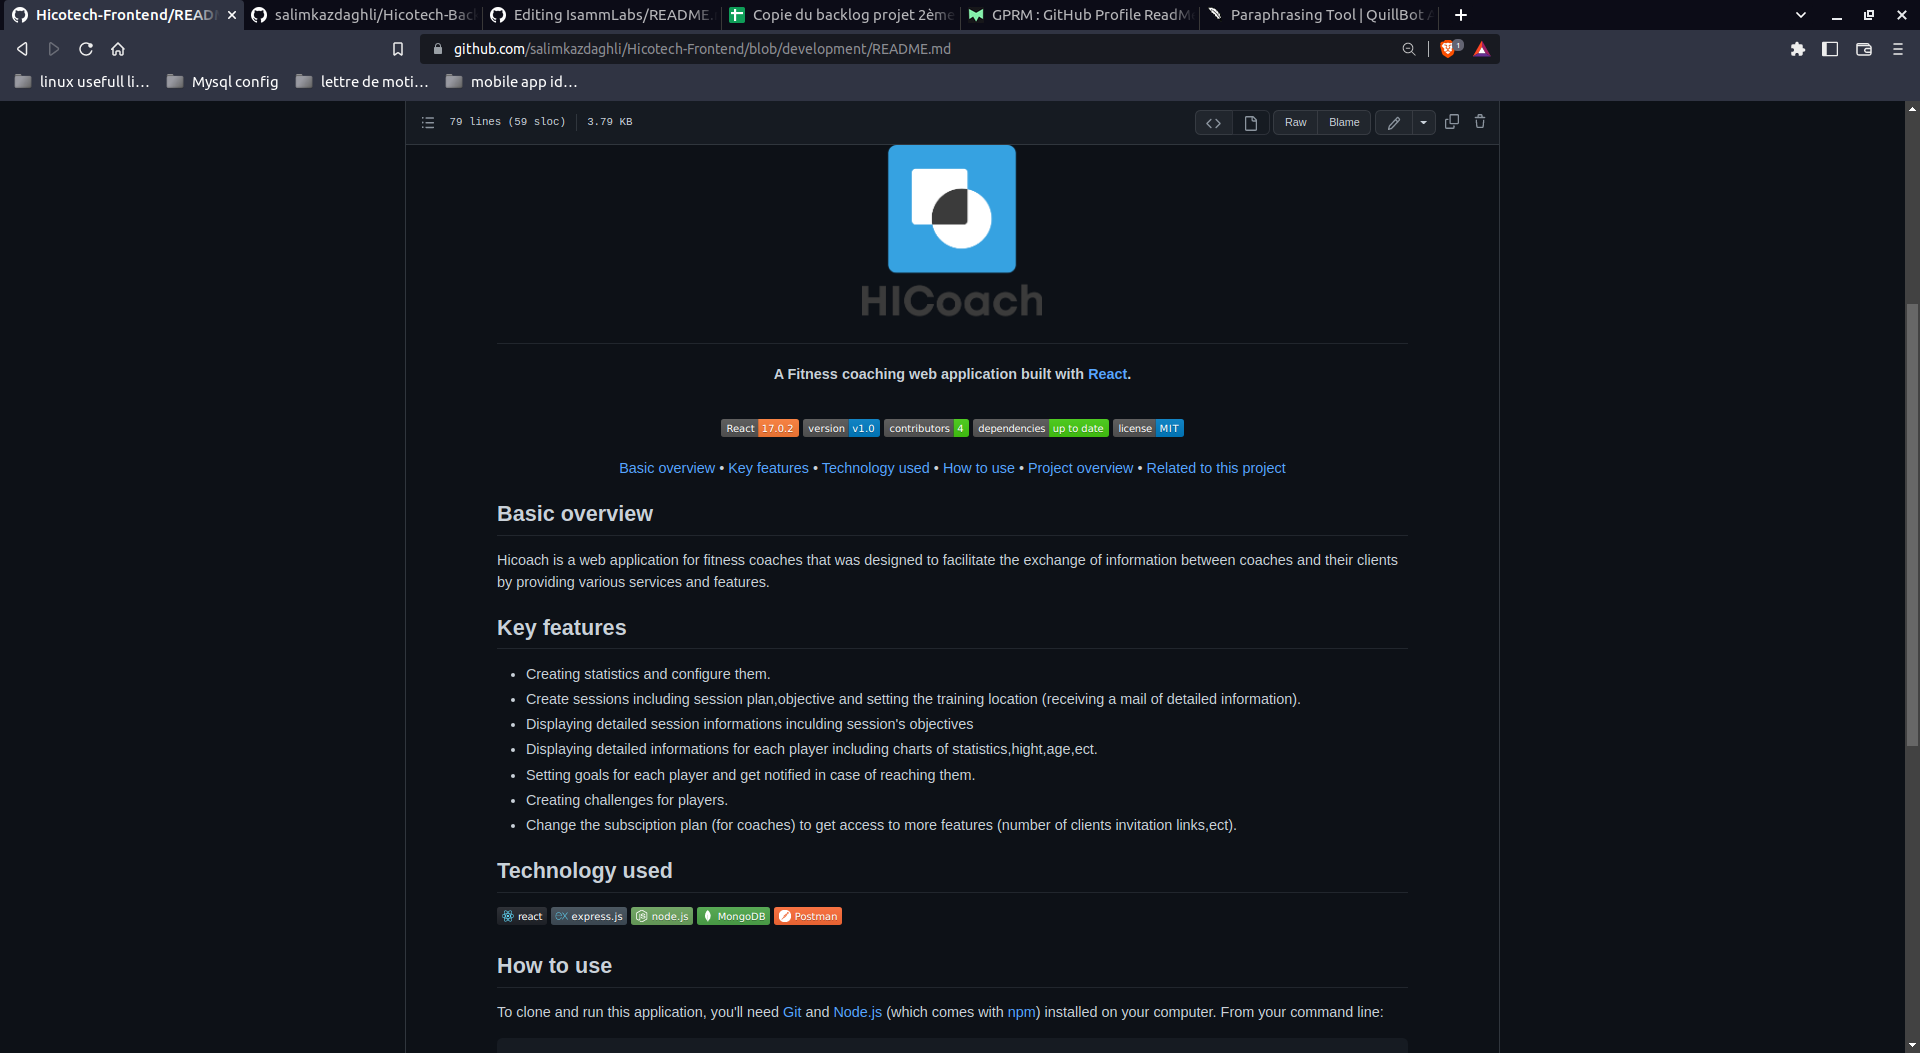 Hicotech-Frontend/READ
salimkazdaghli/Hicotech-Bac
Editing IsammLabs/README.
Copie du backlog projet 2ème
GPRM : GitHub Profile ReadM
Paraphrasing Tool | QuillBot A
github.com/salimkazdaghli/Hicotech-Frontend/blob/development/README.md
1
linux usefull li...
Mysql config
lettre de moti...
mobile app id...
79 lines (59 sloc)
3.79 KB
Raw
Blame
HICoach
A Fitness coaching web application built with React.
React 17.0.2
version v1.0
contributors 4
dependencies up to date
license MIT
Basic overview • Key features • Technology used • How to use • Project overview • Related to this project
Basic overview
Hicoach is a web application for fitness coaches that was designed to facilitate the exchange of information between coaches and their clients
by providing various services and features.
Key features
• Creating statistics and configure them.
• Create sessions including session plan,objective and setting the training location (receiving a mail of detailed information).
• Displaying detailed session informations inculding session's objectives
• Displaying detailed informations for each player including charts of statistics,hight,age,ect.
• Setting goals for each player and get notified in case of reaching them.
• Creating challenges for players.
• Change the subsciption plan (for coaches) to get access to more features (number of clients invitation links,ect).
Technology used
react
EX express.js
node.js
MongoDB
Postman
How to use
To clone and run this application, you'll need Git and Node.js (which comes with npm) installed on your computer. From your command line: